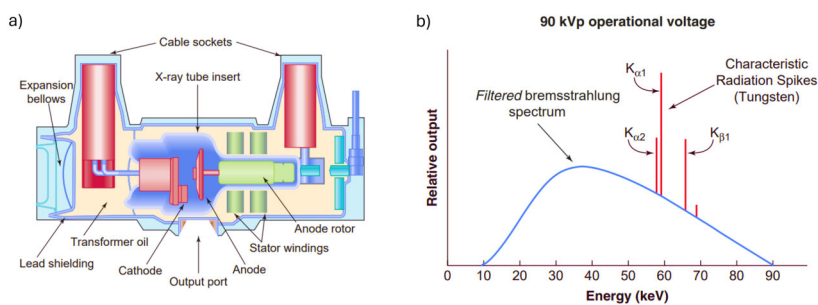 a)
Cable sockets
X-ray tube insert
Expansion
bellows
Transformer oil
Lead shielding
Cathode
Output port
Anode
Stator windings
Anode rotor
b)
90 kVp operational voltage
Relative output
Filtered bremsstrahlung
spectrum
Kα1
Kα2
Kβ1
Characteristic
Radiation Spikes
(Tungsten)
0 10 20 30 40 50 60 70 80 90
Energy (keV)